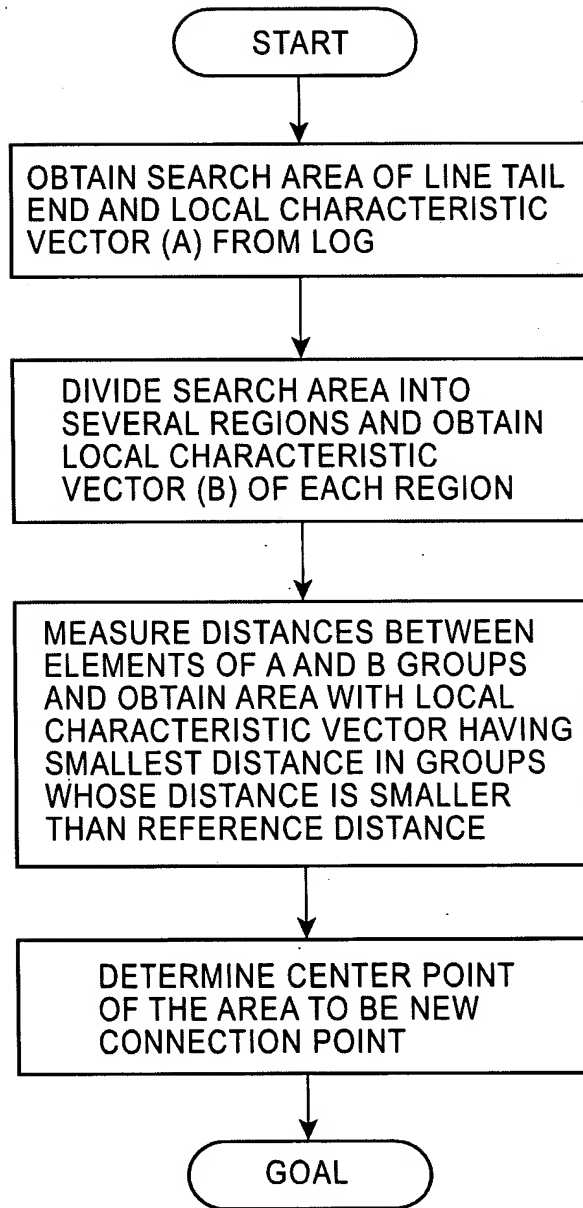 START
OBTAIN SEARCH AREA OF LINE TAIL
END AND LOCAL CHARACTERISTIC
VECTOR (A) FROM LOG
DIVIDE SEARCH AREA INTO
SEVERAL REGIONS AND OBTAIN
LOCAL CHARACTERISTIC
VECTOR (B) OF EACH REGION
MEASURE DISTANCES BETWEEN
ELEMENTS OF A AND B GROUPS
AND OBTAIN AREA WITH LOCAL
CHARACTERISTIC VECTOR HAVING
SMALLEST DISTANCE IN GROUPS
WHOSE DISTANCE IS SMALLER
THAN REFERENCE DISTANCE
DETERMINE CENTER POINT
OF THE AREA TO BE NEW
CONNECTION POINT
GOAL